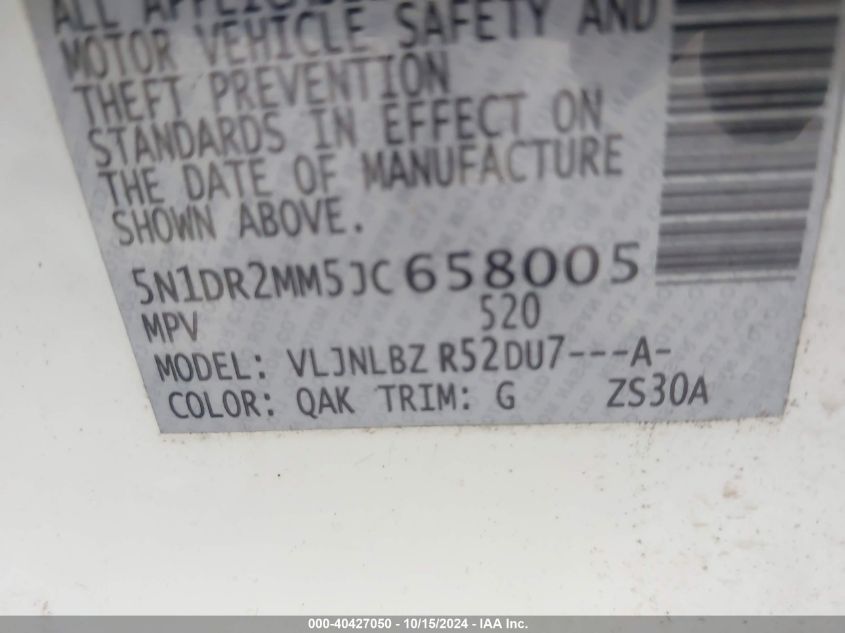 ALL
MOTOR VEHICLE SAFETY AND
THEFT PREVENTION
STANDARDS IN EFFECT ON
THE DATE OF MANUFACTURE
SHOWN ABOVE.
5N1DR2MM5JC658005
MPV 520
MODEL: VLJNLBZ R52DU7---A-
COLOR: QAK TRIM: G ZS30A
000-40427050 - 10/15/2024 - IAA Inc.